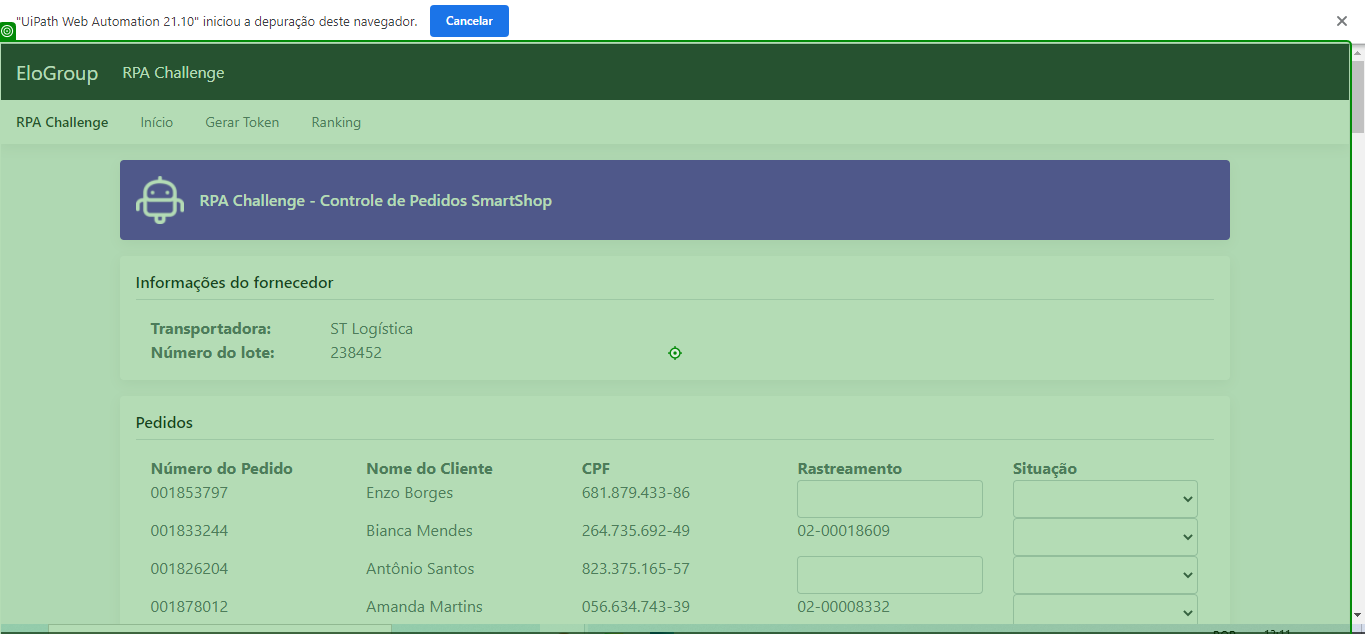 "UiPath Web Automation 21.10" iniciou a depuração deste navegador. Cancelar
EloGroup RPA Challenge
RPA Challenge Início Gerar Token Ranking
RPA Challenge - Controle de Pedidos SmartShop
Informações do fornecedor
Transportadora: ST Logística
Número do lote: 238452
Pedidos
Número do Pedido Nome do Cliente CPF Rastreamento Situação
001853797 Enzo Borges 681.879.433-86
001833244 Bianca Mendes 264.735.692-49 02-00018609
001826204 Antônio Santos 823.375.165-57
001878012 Amanda Martins 056.634.743-39 02-00008332